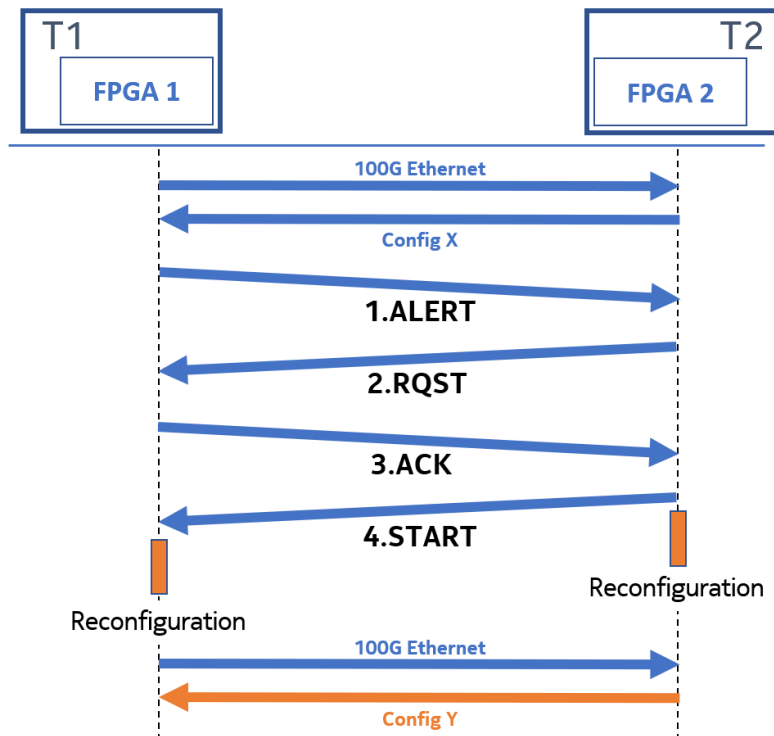 T1
T2
FPGA 1
FPGA 2
100G Ethernet
Config X
1.ALERT
2.RQST
3.ACK
4.START
Reconfiguration
Reconfiguration
100G Ethernet
Config Y